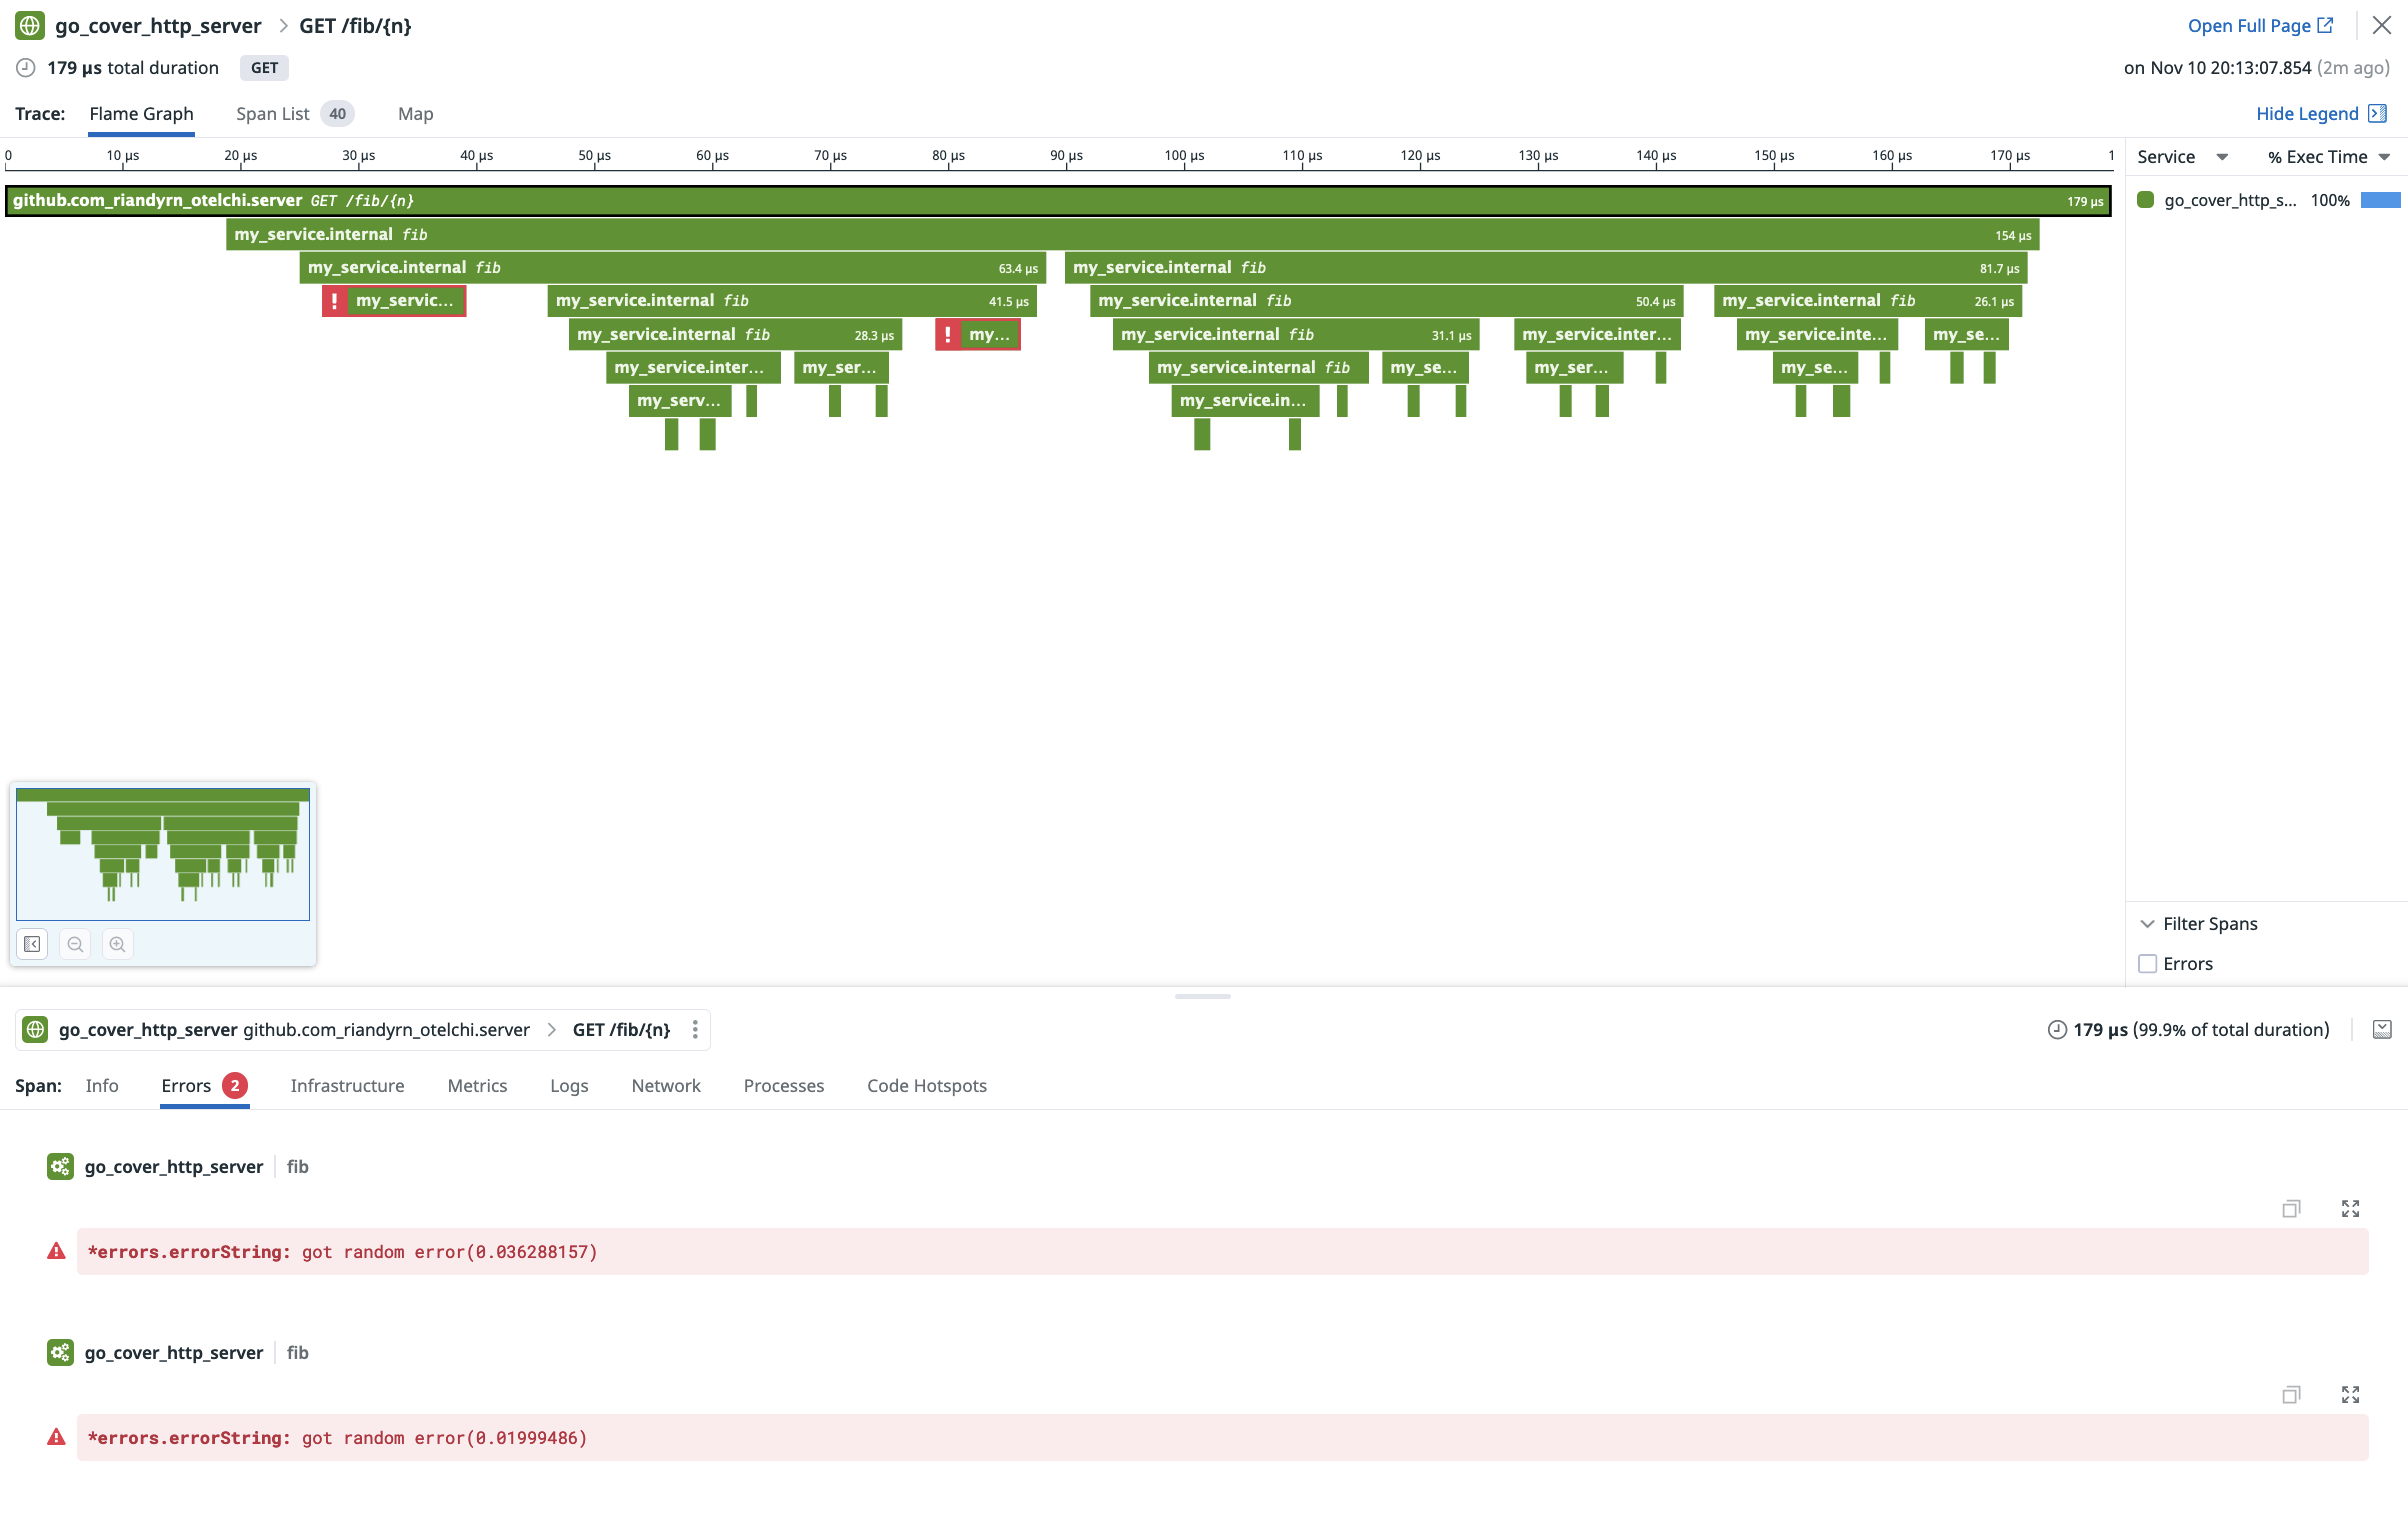 go_cover_http_server > GET /fib/{n} Open Full Page
179 µs total duration GET on Nov 10 20:13:07.854 (2m ago)
Trace: Flame Graph Span List 40 Map Hide Legend
0 10 µs 20 µs 30 µs 40 µs 50 µs 60 µs 70 µs 80 µs 90 µs 100 µs 110 µs 120 µs 130 µs 140 µs 150 µs 160 µs 170 µs 1
Service % Exec Time
github.com_riandyrn_otelchi.server GET /fib/{n} 179 µs
go_cover_http_s... 100%
my_service.internal fib 154 µs
my_service.internal fib 63.4 µs my_service.internal fib 81.7 µs
! my_servic... my_service.internal fib 41.5 µs my_service.internal fib 50.4 µs my_service.internal fib 26.1 µs
my_service.internal fib 28.3 µs ! my... my_service.internal fib 31.1 µs my_service.inter... my_service.inte... my_se...
my_service.inter... my_ser... my_service.internal fib my_se... my_ser... my_se...
my_serv... my_service.in...
Filter Spans
Errors
go_cover_http_server github.com_riandyrn_otelchi.server > GET /fib/{n} 179 µs (99.9% of total duration)
Span: Info Errors 2 Infrastructure Metrics Logs Network Processes Code Hotspots
go_cover_http_server fib
*errors.errorString: got random error(0.036288157)
go_cover_http_server fib
*errors.errorString: got random error(0.01999486)